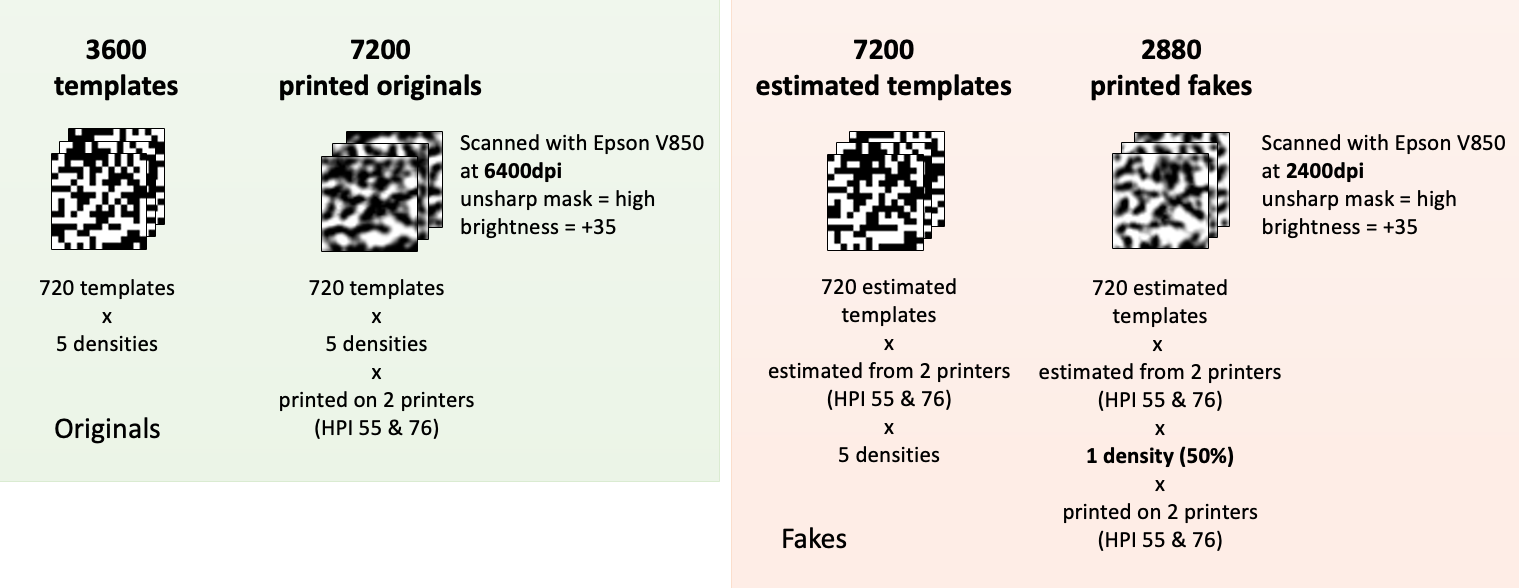 3600
templates
720 templates
x
5 densities
Originals
7200
printed originals
Scanned with Epson V850
at 6400dpi
unsharp mask = high
brightness = +35
720 templates
x
5 densities
x
printed on 2 printers
(HPI 55 & 76)
7200
estimated templates
720 estimated
templates
x
estimated from 2 printers
(HPI 55 & 76)
x
5 densities
Fakes
2880
printed fakes
Scanned with Epson V850
at 2400dpi
unsharp mask = high
brightness = +35
720 estimated
templates
x
estimated from 2 printers
(HPI 55 & 76)
x
1 density (50%)
x
printed on 2 printers
(HPI 55 & 76)